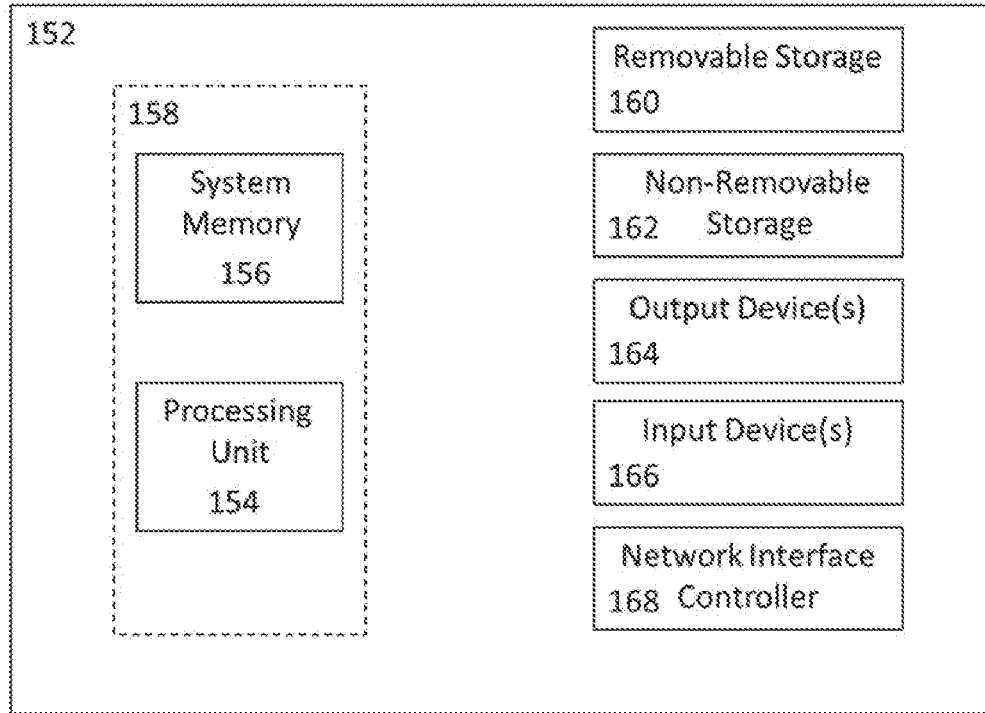 152
158
System
Memory
156
Processing
Unit
154
Removable Storage
160
Non-Removable
162 Storage
Output Device(s)
164
Input Device(s)
166
Network Interface
168 Controller